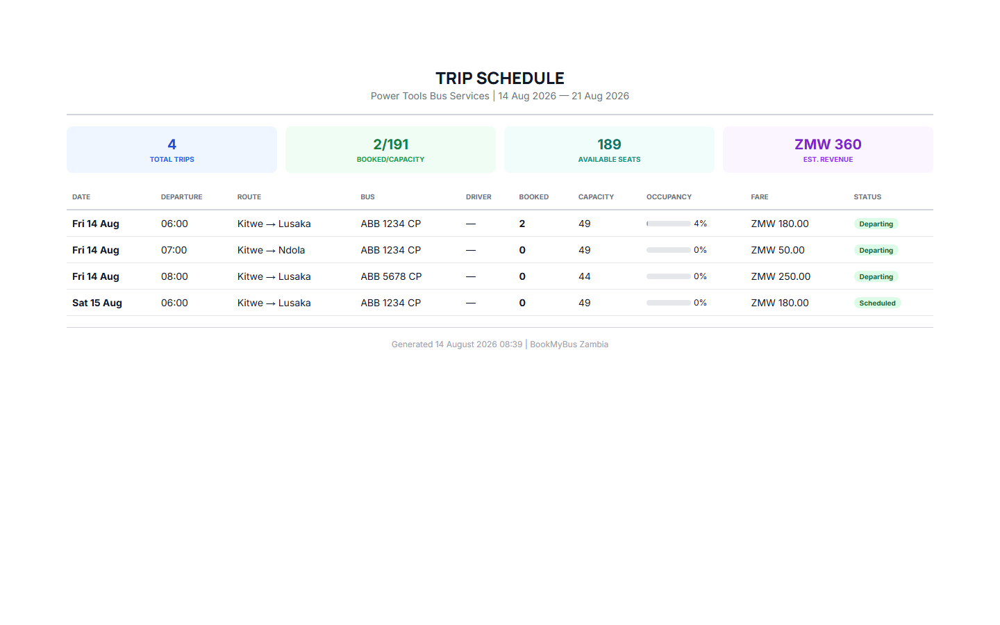 TRIP SCHEDULE
Power Tools Bus Services | 14 Aug 2026 — 21 Aug 2026
4
TOTAL TRIPS
2/191
BOOKED/CAPACITY
189
AVAILABLE SEATS
ZMW 360
EST. REVENUE
DATE DEPARTURE ROUTE BUS DRIVER BOOKED CAPACITY OCCUPANCY FARE STATUS
Fri 14 Aug 06:00 Kitwe → Lusaka ABB 1234 CP — 2 49 4% ZMW 180.00 Departing
Fri 14 Aug 07:00 Kitwe → Ndola ABB 1234 CP — 0 49 0% ZMW 50.00 Departing
Fri 14 Aug 08:00 Kitwe → Lusaka ABB 5678 CP — 0 44 0% ZMW 250.00 Departing
Sat 15 Aug 06:00 Kitwe → Lusaka ABB 1234 CP — 0 49 0% ZMW 180.00 Scheduled
Generated 14 August 2026 08:39 | BookMyBus Zambia